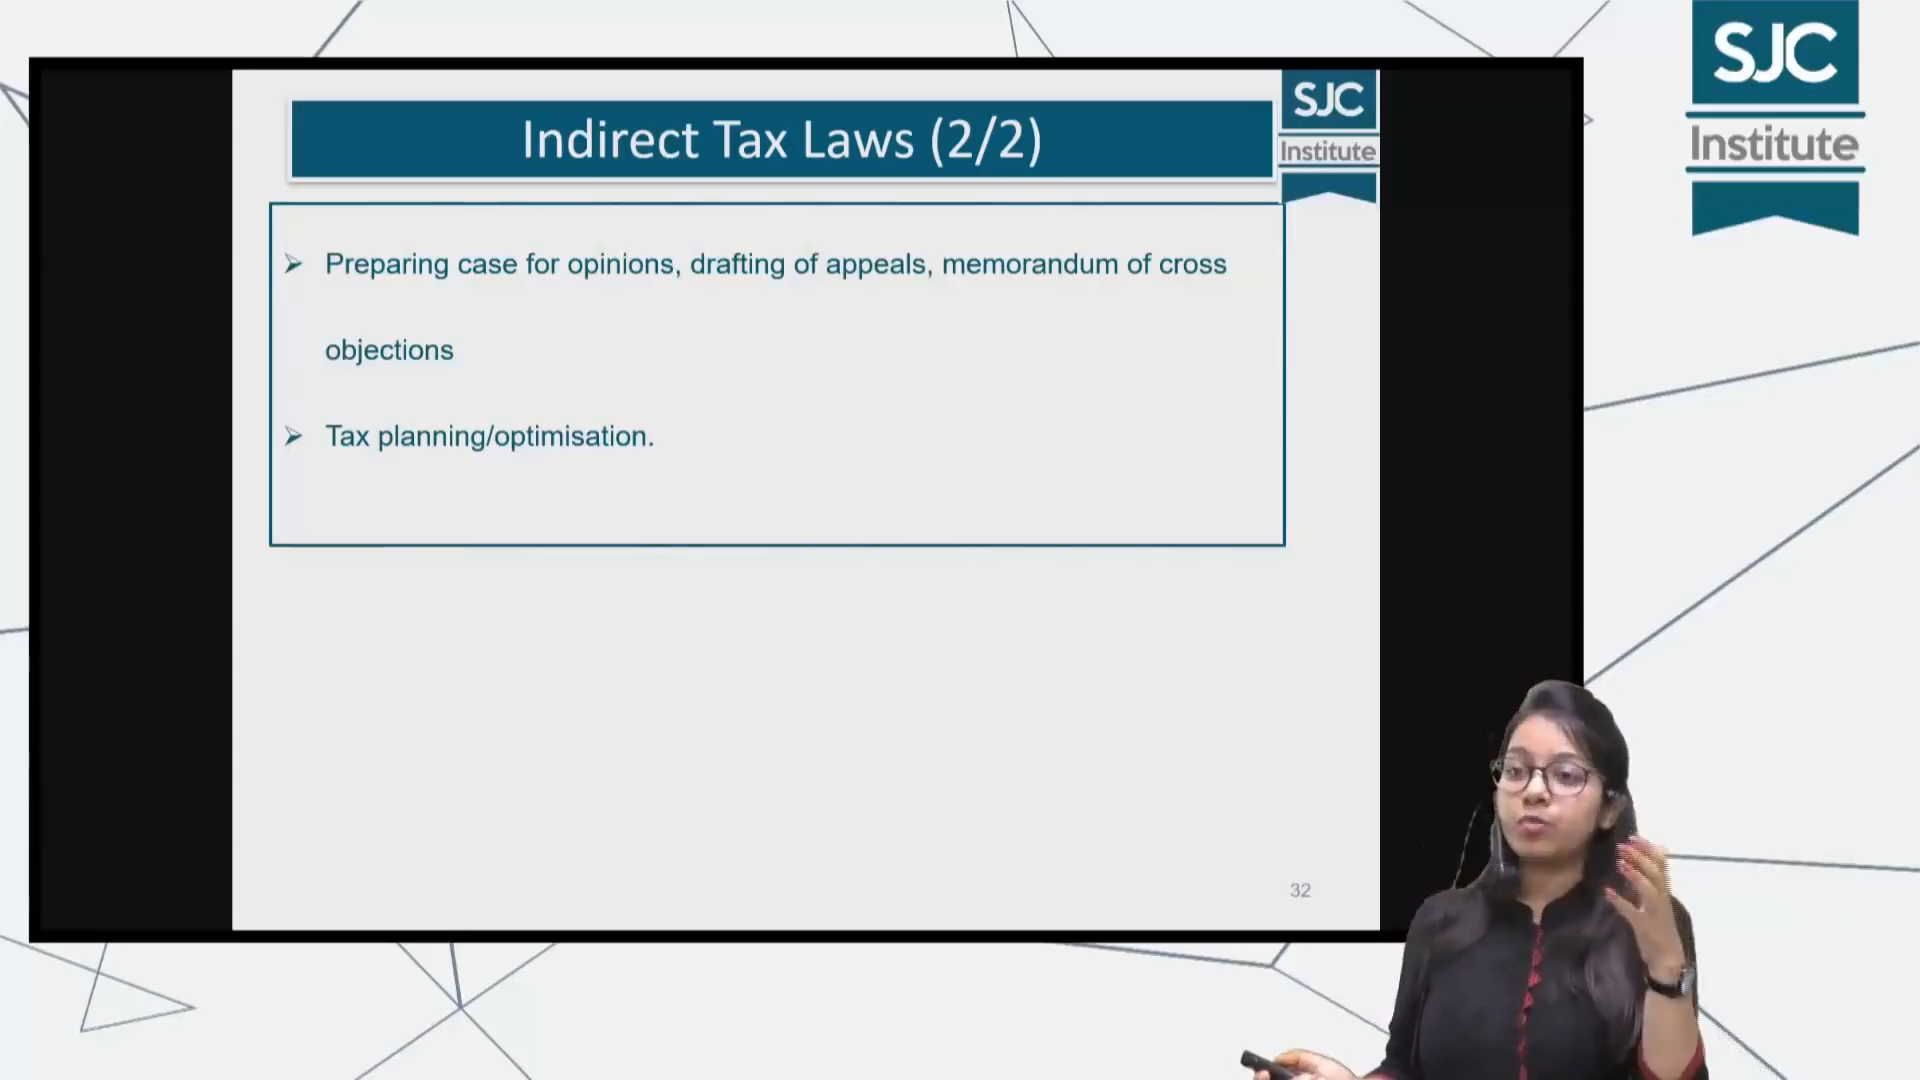 SJC
Institute
Indirect Tax Laws (2/2)
SJC
Institute
➢ Preparing case for opinions, drafting of appeals, memorandum of cross
objections
➢ Tax planning/optimisation.
32